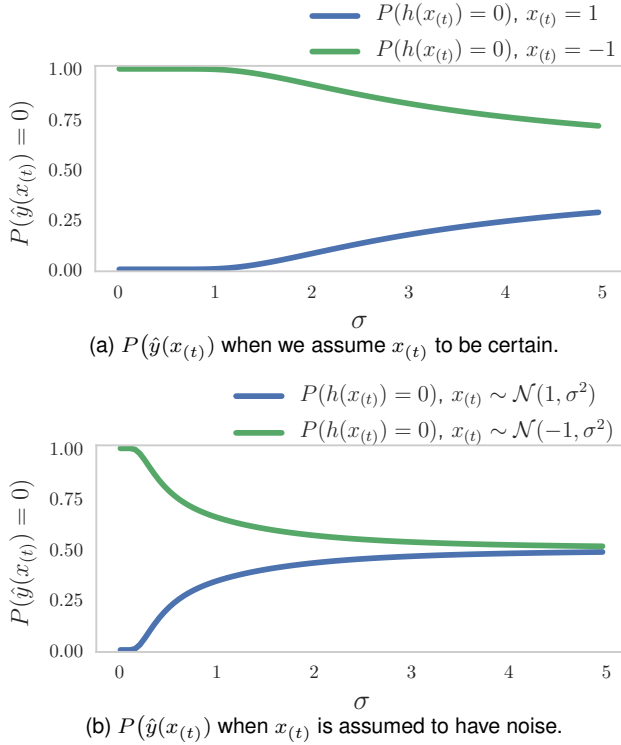 P(h(x_(t)) = 0), x_(t) = 1
P(h(x_(t)) = 0), x_(t) = −1
P(ŷ(x_(t)) = 0)
1.00
0.75
0.50
0.25
0.00
0 1 2 3 4 5
σ
(a) P(ŷ(x_(t)) when we assume x_(t) to be certain.
P(h(x_(t)) = 0), x_(t) ∼ 𝒩(1, σ²)
P(h(x_(t)) = 0), x_(t) ∼ 𝒩(−1, σ²)
P(ŷ(x_(t)) = 0)
1.00
0.75
0.50
0.25
0.00
0 1 2 3 4 5
σ
(b) P(ŷ(x_(t)) when x_(t) is assumed to have noise.